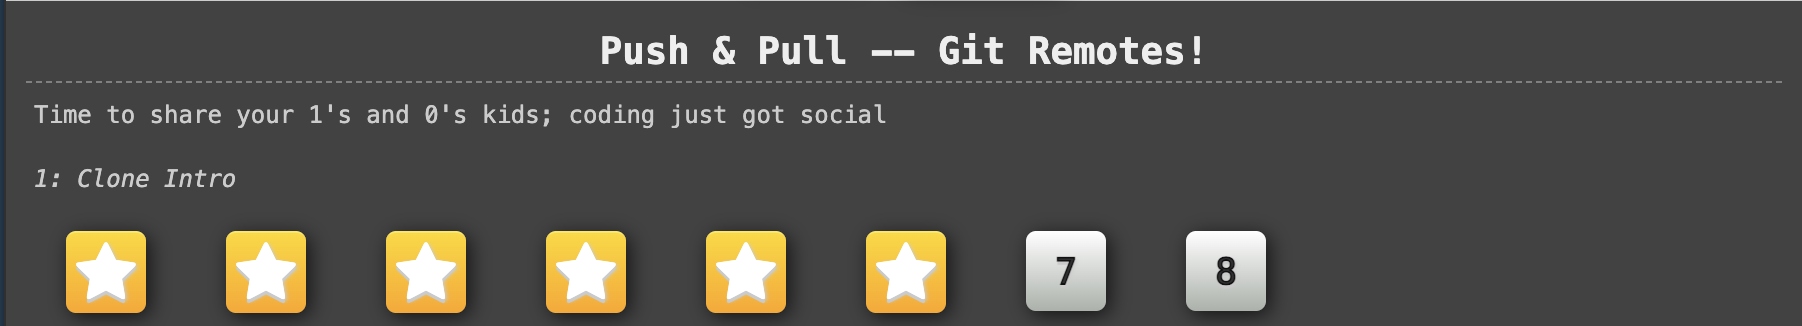 Push & Pull -- Git Remotes!
Time to share your 1's and 0's kids; coding just got social
1: Clone Intro
7 8